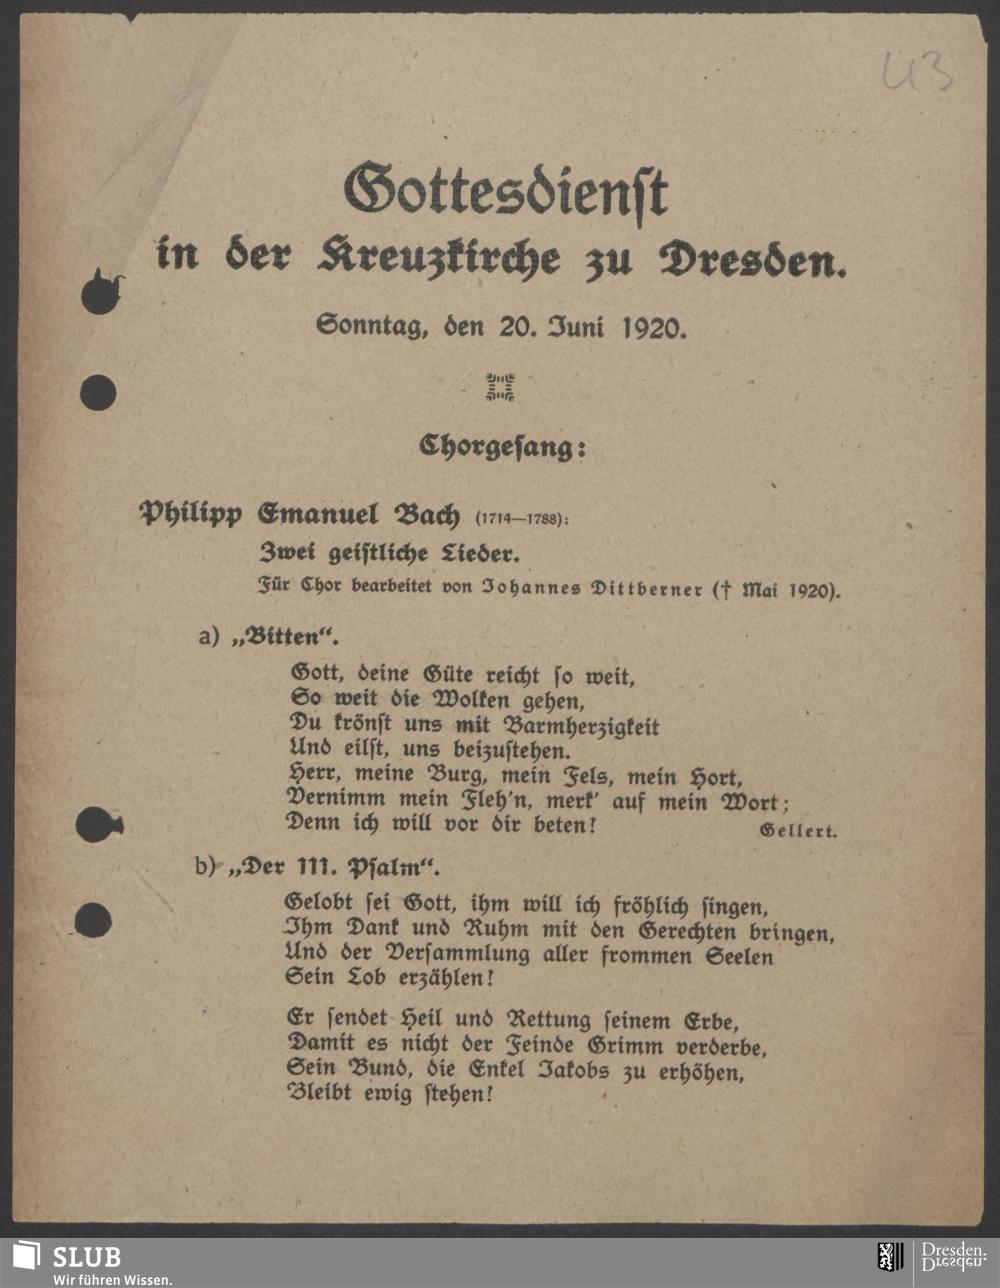 43
Gottesdienst
in der Kreuzkirche zu Dresden.
Sonntag, den 20. Juni 1920.
Chorgesang:
Philipp Emanuel Bach (1714—1788):
Zwei geistliche Lieder.
Für Chor bearbeitet von Johannes Dittberner († Mai 1920).
a) „Bitten“.
Gott, deine Güte reicht so weit,
So weit die Wolken gehen,
Du krönst uns mit Barmherzigkeit
Und eilst, uns beizustehen.
Herr, meine Burg, mein Fels, mein Hort,
Vernimm mein Fleh'n, merk' auf mein Wort;
Denn ich will vor dir beten!
Gellert.
b) „Der 111. Psalm“.
Gelobt sei Gott, ihm will ich fröhlich singen,
Ihm Dank und Ruhm mit den Gerechten bringen,
Und der Versammlung aller frommen Seelen
Sein Lob erzählen!
Er sendet Heil und Rettung seinem Erbe,
Damit es nicht der Feinde Grimm verderbe,
Sein Bund, die Enkel Jakobs zu erhöhen,
Bleibt ewig stehen!
SLUB
Wir führen Wissen.
Dresden.
Dresden.